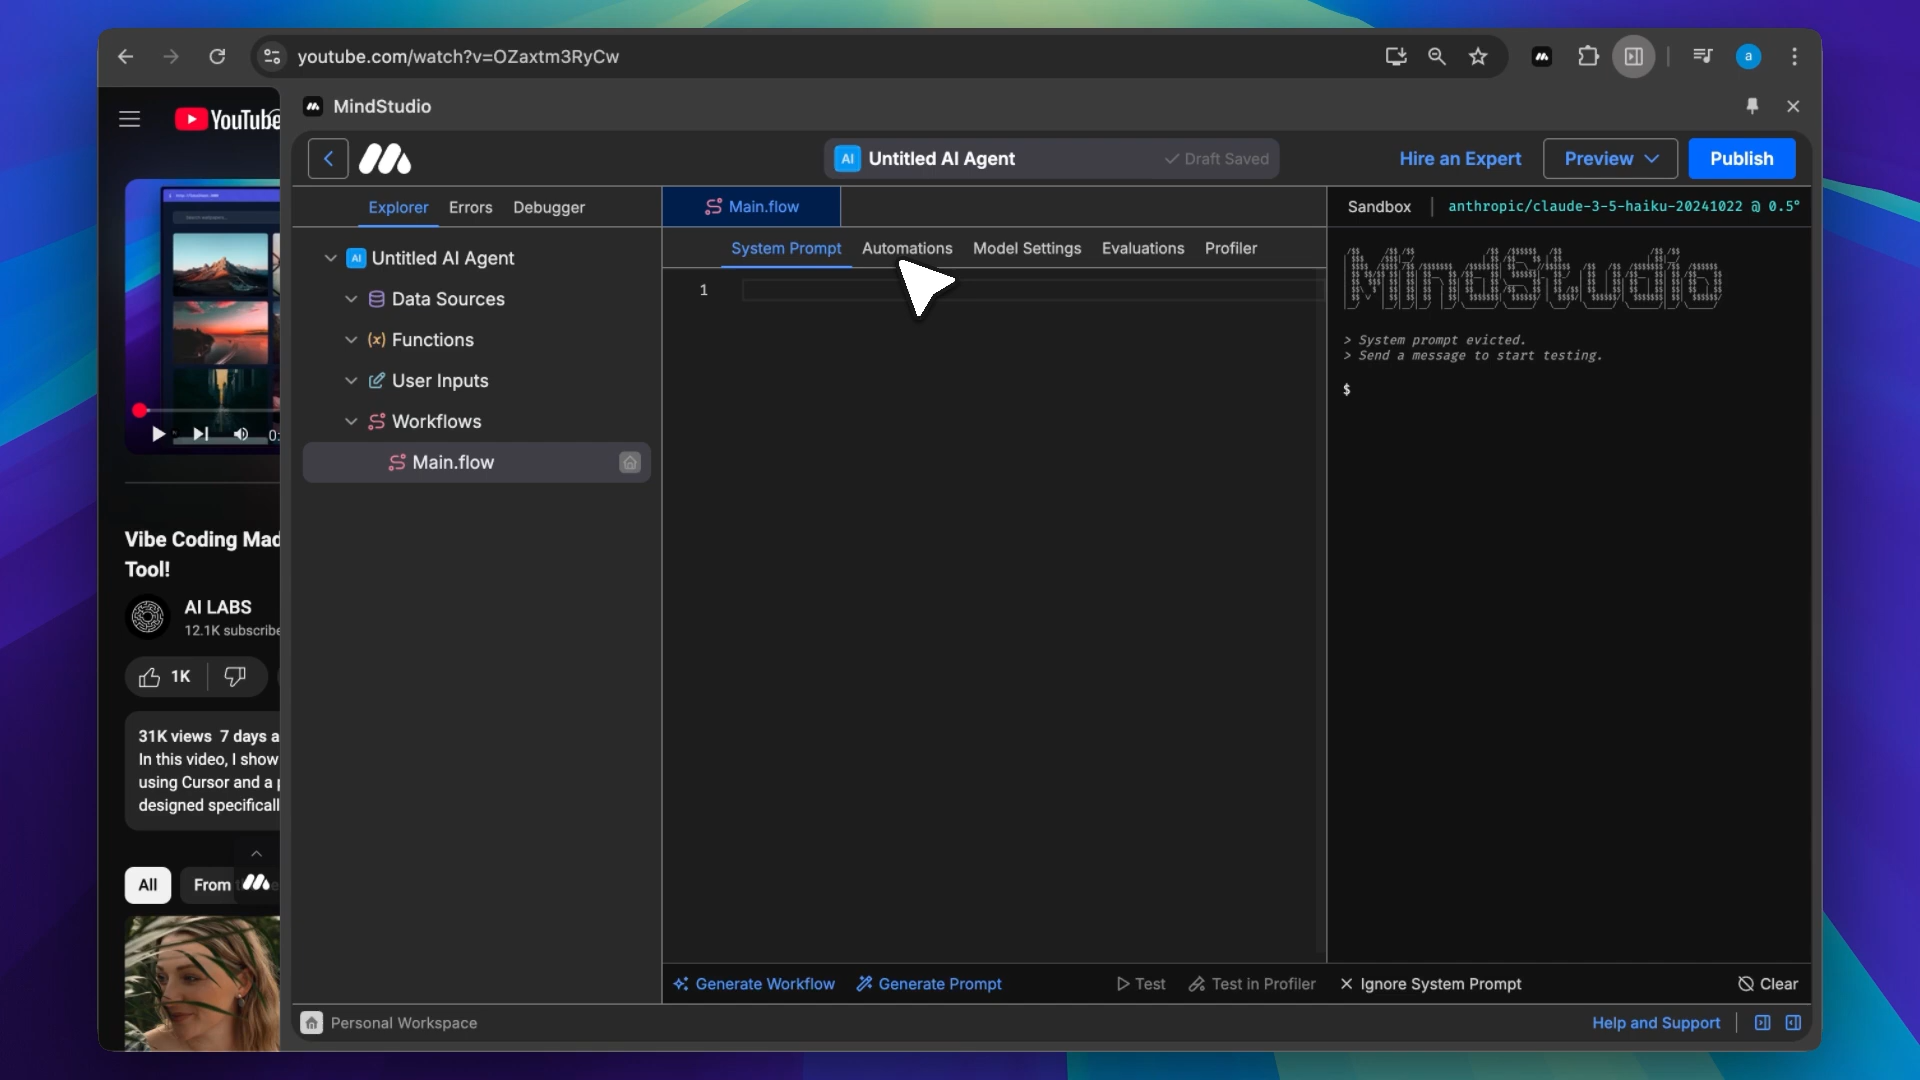 youtube.com/watch?v=OZaxtm3RyCw
a
YouTube
MindStudio
AI Untitled AI Agent
Draft Saved
Hire an Expert
Preview
Publish
Explorer Errors Debugger
Main.flow
Sandbox
anthropic/claude-3-5-haiku-20241022 @ 0.5°
AI Untitled AI Agent
Data Sources
(x) Functions
User Inputs
Workflows
Main.flow
System Prompt Automations Model Settings Evaluations Profiler
1
MindStudio
> System prompt evicted.
> Send a message to start testing.
$
0:
Vibe Coding Mad
Tool!
AI LABS
12.1K subscribe
1K
31K views 7 days a
In this video, I show
using Cursor and a p
designed specificall
All
From
Generate Workflow
Generate Prompt
Test
Test in Profiler
Ignore System Prompt
Clear
Personal Workspace
Help and Support